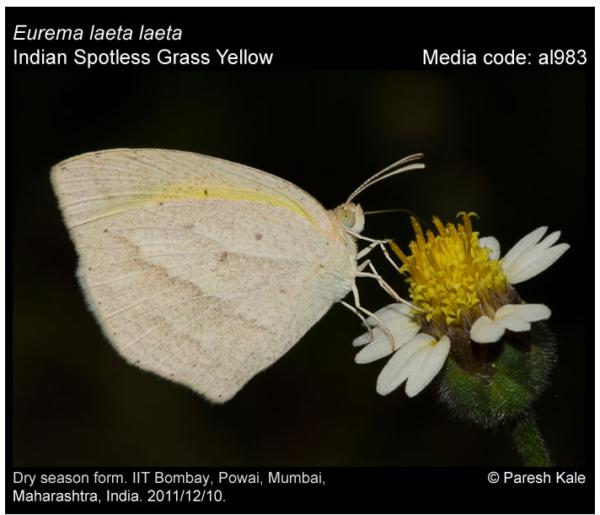 Eurema laeta laeta
Indian Spotless Grass Yellow
Media code: al983
Dry season form. IIT Bombay, Powai, Mumbai,
Maharashtra, India. 2011/12/10.
© Paresh Kale